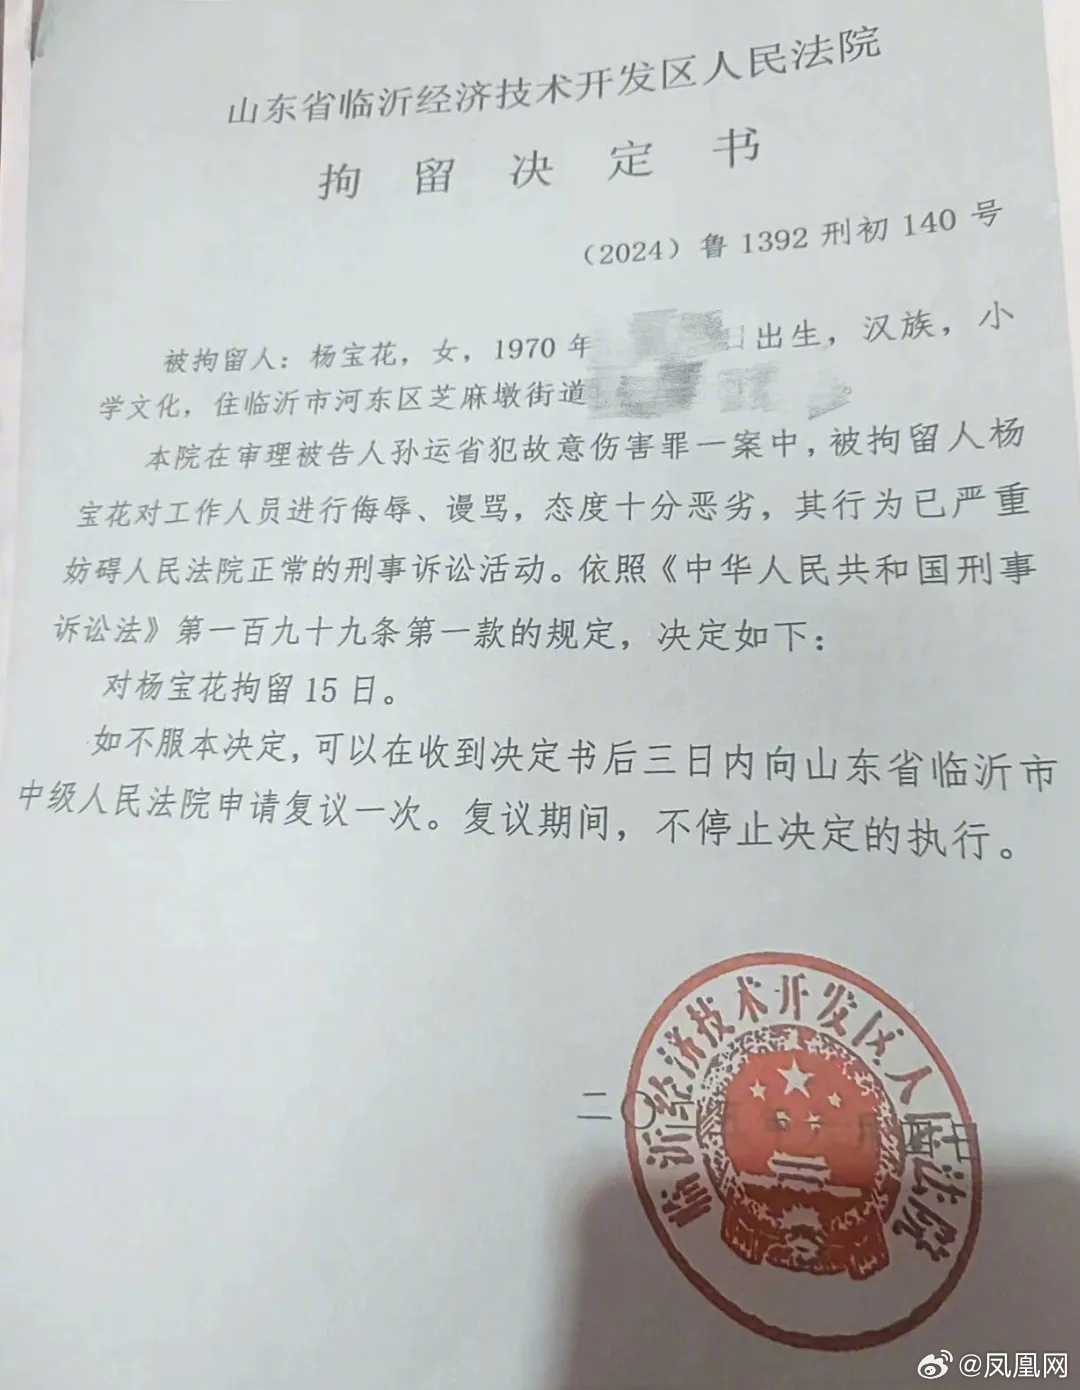 山东省临沂经济技术开发区人民法院
拘留决定书
（2024）鲁1392刑初140号
被拘留人：杨宝花，女，1970年
日出生，汉族，小
学文化，住临沂市河东区芝麻墩街道
本院在审理被告人孙运省犯故意伤害罪一案中，被拘留人杨
宝花对工作人员进行侮辱、谩骂，态度十分恶劣，其行为已严重
妨碍人民法院正常的刑事诉讼活动。依照《中华人民共和国刑事
诉讼法》第一百九十九条第一款的规定，决定如下：
对杨宝花拘留15日。
如不服本决定，可以在收到决定书后三日内向山东省临沂市
中级人民法院申请复议一次。复议期间，不停止决定的执行。
临沂经济技术开发区人民法院
二〇二五年 月 日
@凤凰网